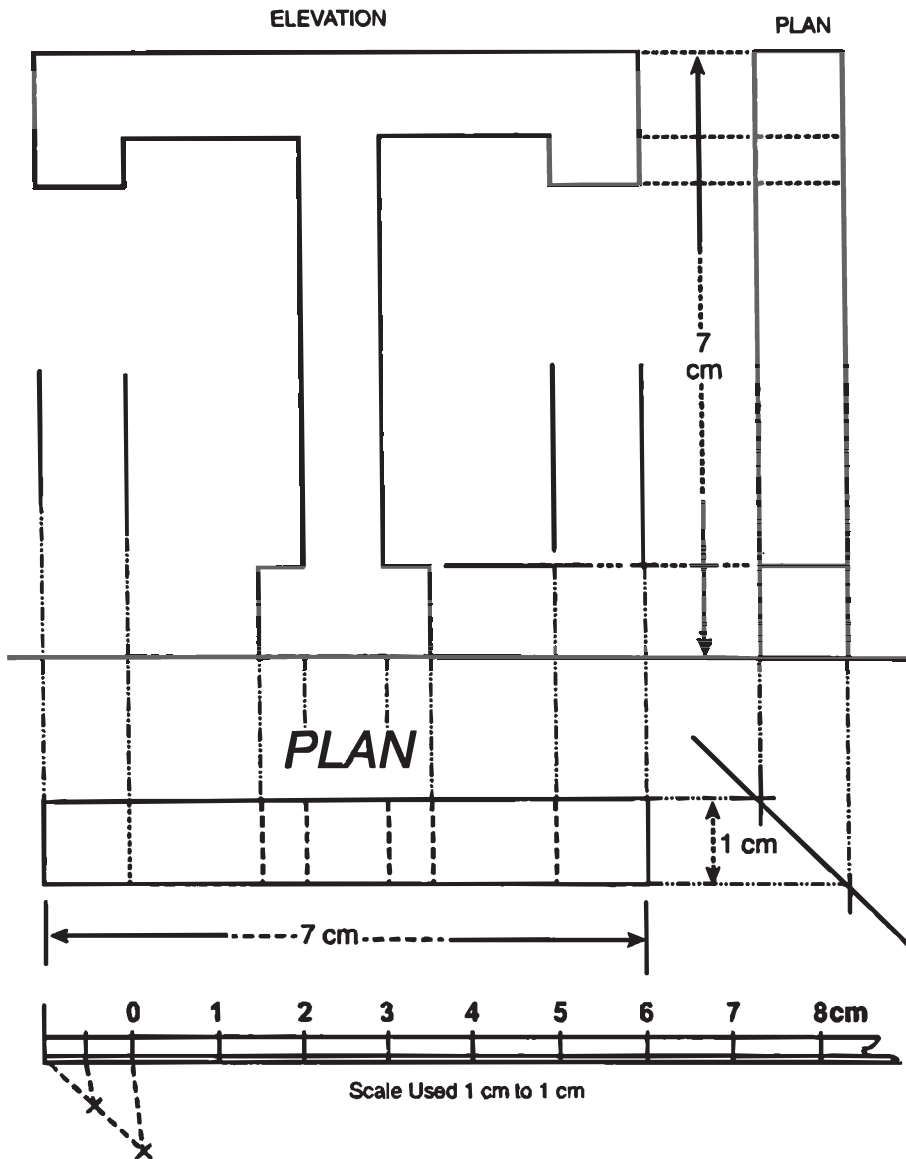 ELEVATION
PLAN
7
cm
PLAN
1 cm
7 cm
0 1 2 3 4 5 6 7 8cm
Scale Used 1 cm to 1 cm